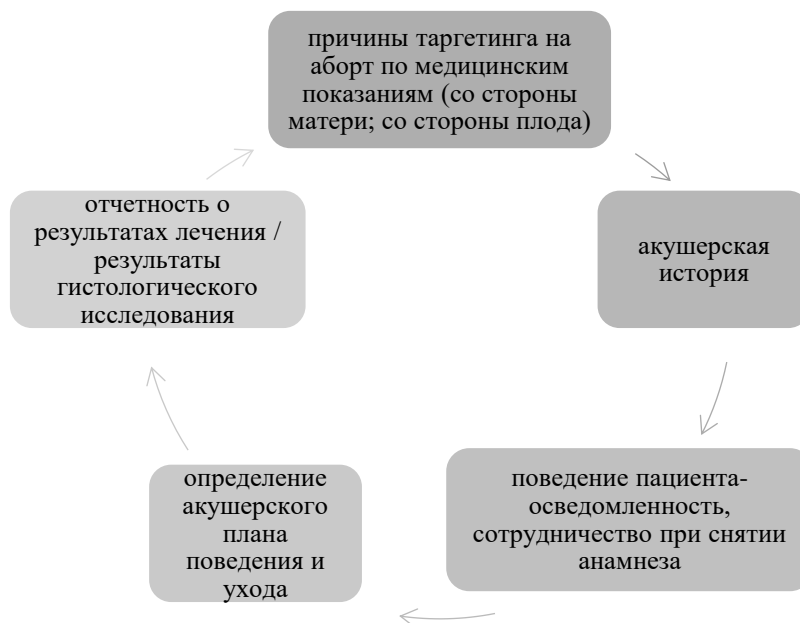 причины таргетинга на
аборт по медицинским
показаниям (со стороны
матери; со стороны плода)
акушерская
история
поведение пациента-
осведомленность,
сотрудничество при снятии
анамнеза
определение
акушерского
плана
поведения и
ухода
отчетность о
результатах лечения /
результаты
гистологического
исследования